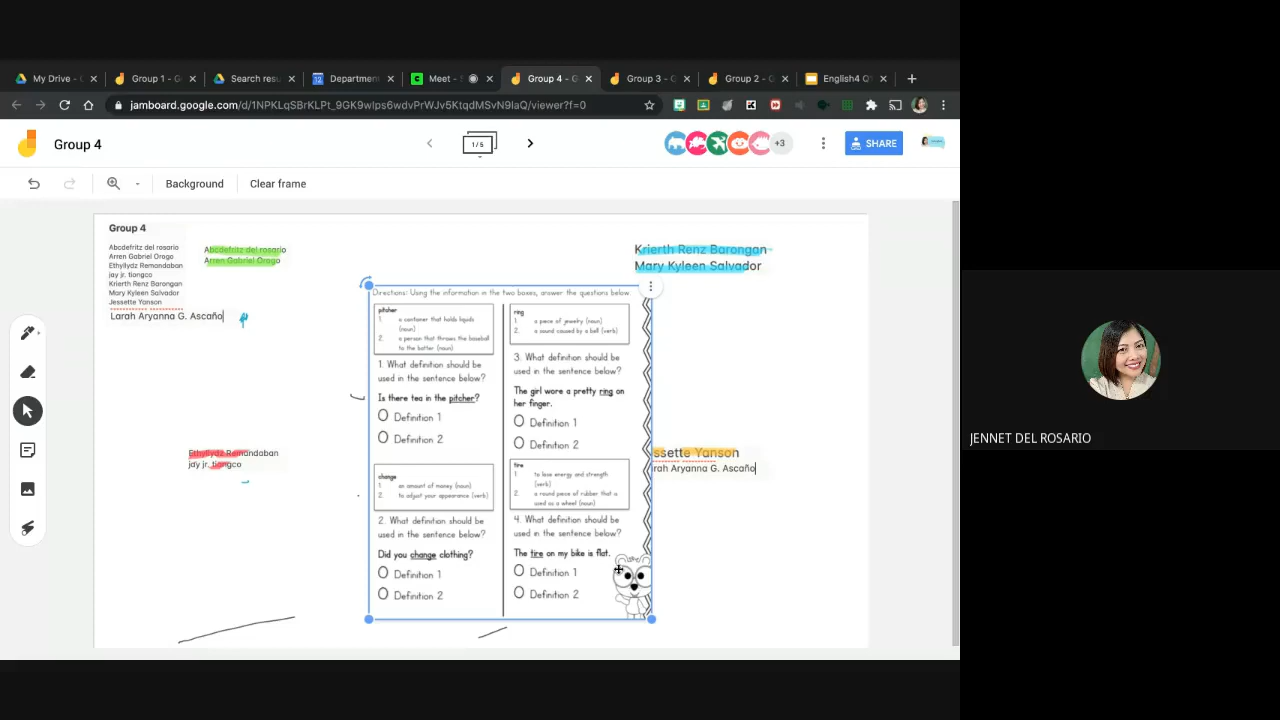 My Drive - G
Group 1 - G
Search resu
Department
Meet -
Group 4 - G
Group 3 - G
Group 2 - G
English4 Q1
jamboard.google.com/d/1NPKLqSBrKLPt_9GK9wlps6wdvPrWJv5KtqdMSvN9laQ/viewer?f=0
Group 4
1/5
+3
SHARE
Background
Clear frame
Group 4
Abcdefritz del rosario
Arren Gabriel Orogo
Ethyllydz Remandaban
jay jr. tiongco
Krierth Renz Barongan
Mary Kyleen Salvador
Jessette Yanson
Larah Aryanna G. Ascaño
Abcdefritz del rosario
Arren Gabriel Orogo
Krierth Renz Barongan
Mary Kyleen Salvador
Ethyllydz Remandaban
jay jr. tiongco
ssette Yanson
rah Aryanna G. Ascaño
Directions: Using the information in the two boxes, answer the questions below.
pitcher
1. a container that holds liquids
(noun)
2. a person that throws the baseball
to the batter (noun)
1. What definition should be
used in the sentence below?
Is there tea in the pitcher?
Definition 1
Definition 2
change
1. an amount of money (noun)
2. to adjust your appearance (verb)
2. What definition should be
used in the sentence below?
Did you change clothing?
Definition 1
Definition 2
ring
1. a piece of jewelry (noun)
2. a sound caused by a bell (verb)
3. What definition should be
used in the sentence below?
The girl wore a pretty ring on
her finger.
Definition 1
Definition 2
tire
1. to lose energy and strength
(verb)
2. a round piece of rubber that is
used as a wheel (noun)
4. What definition should be
used in the sentence below?
The tire on my bike is flat.
Definition 1
Definition 2
JENNET DEL ROSARIO